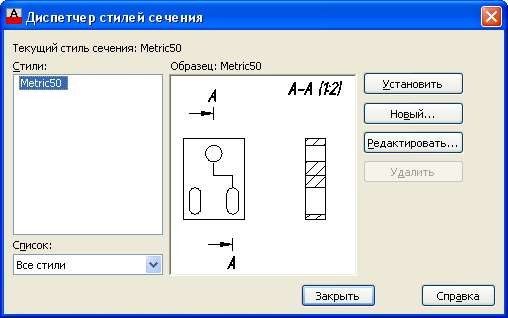 Диспетчер стилей сечения
Текущий стиль сечения: Metric50
Стили:
Metric50
Образец: Metric50
A
A-A (1:2)
A
Установить
Новый...
Редактировать...
Удалить
Список:
Все стили
Закрыть
Справка